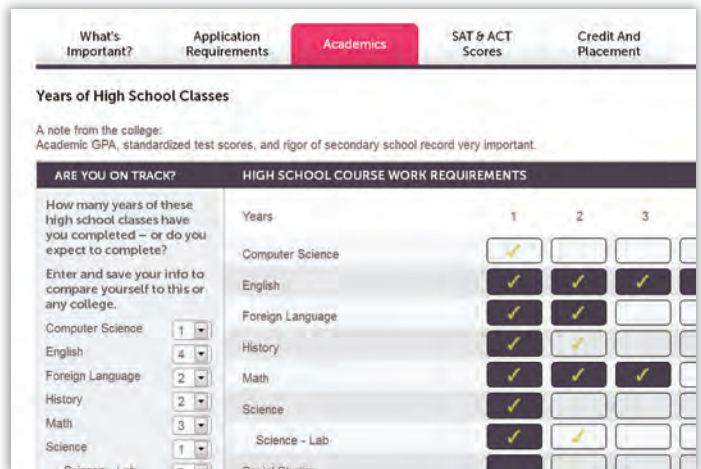 What's
Important?
Application
Requirements
Academics
SAT & ACT
Scores
Credit And
Placement
Years of High School Classes
A note from the college:
Academic GPA, standardized test scores, and rigor of secondary school record very important.
ARE YOU ON TRACK?
How many years of these
high school classes have
you completed – or do you
expect to complete?
Enter and save your info to
compare yourself to this or
any college.
Computer Science 1
English 4
Foreign Language 2
History 2
Math 3
Science 1
Science - Lab
HIGH SCHOOL COURSE WORK REQUIREMENTS
Years 1 2 3
Computer Science
English
Foreign Language
History
Math
Science
Science - Lab
Social Studies